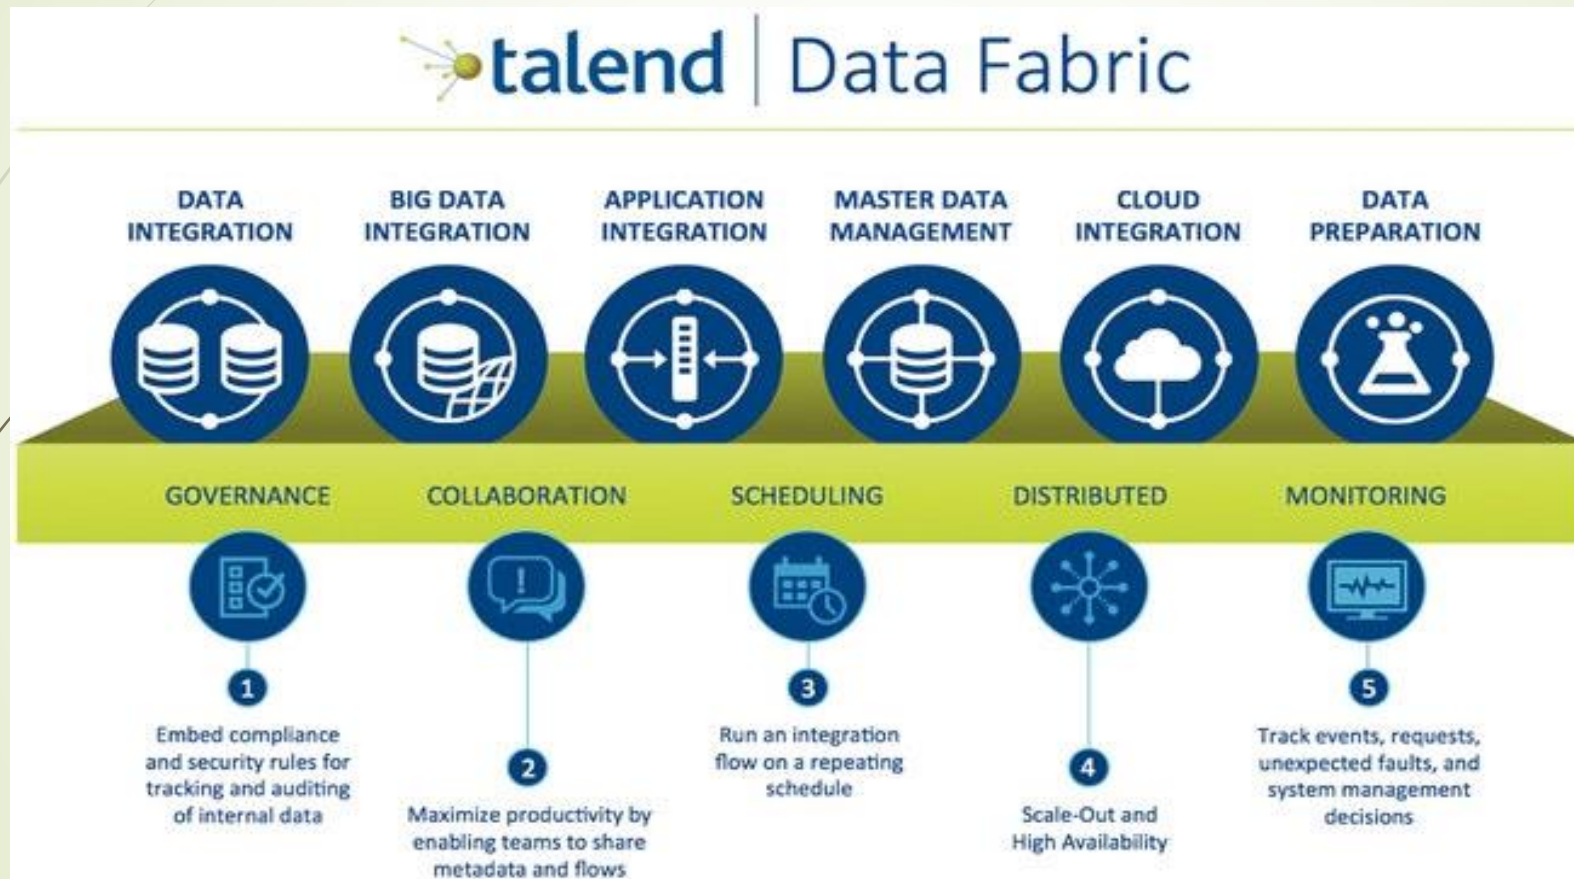 talend | Data Fabric
DATA
INTEGRATION
BIG DATA
INTEGRATION
APPLICATION
INTEGRATION
MASTER DATA
MANAGEMENT
CLOUD
INTEGRATION
DATA
PREPARATION
GOVERNANCE
COLLABORATION
SCHEDULING
DISTRIBUTED
MONITORING
1
Embed compliance
and security rules for
tracking and auditing
of internal data
2
Maximize productivity by
enabling teams to share
metadata and flows
3
Run an integration
flow on a repeating
schedule
4
Scale-Out and
High Availability
5
Track events, requests,
unexpected faults, and
system management
decisions